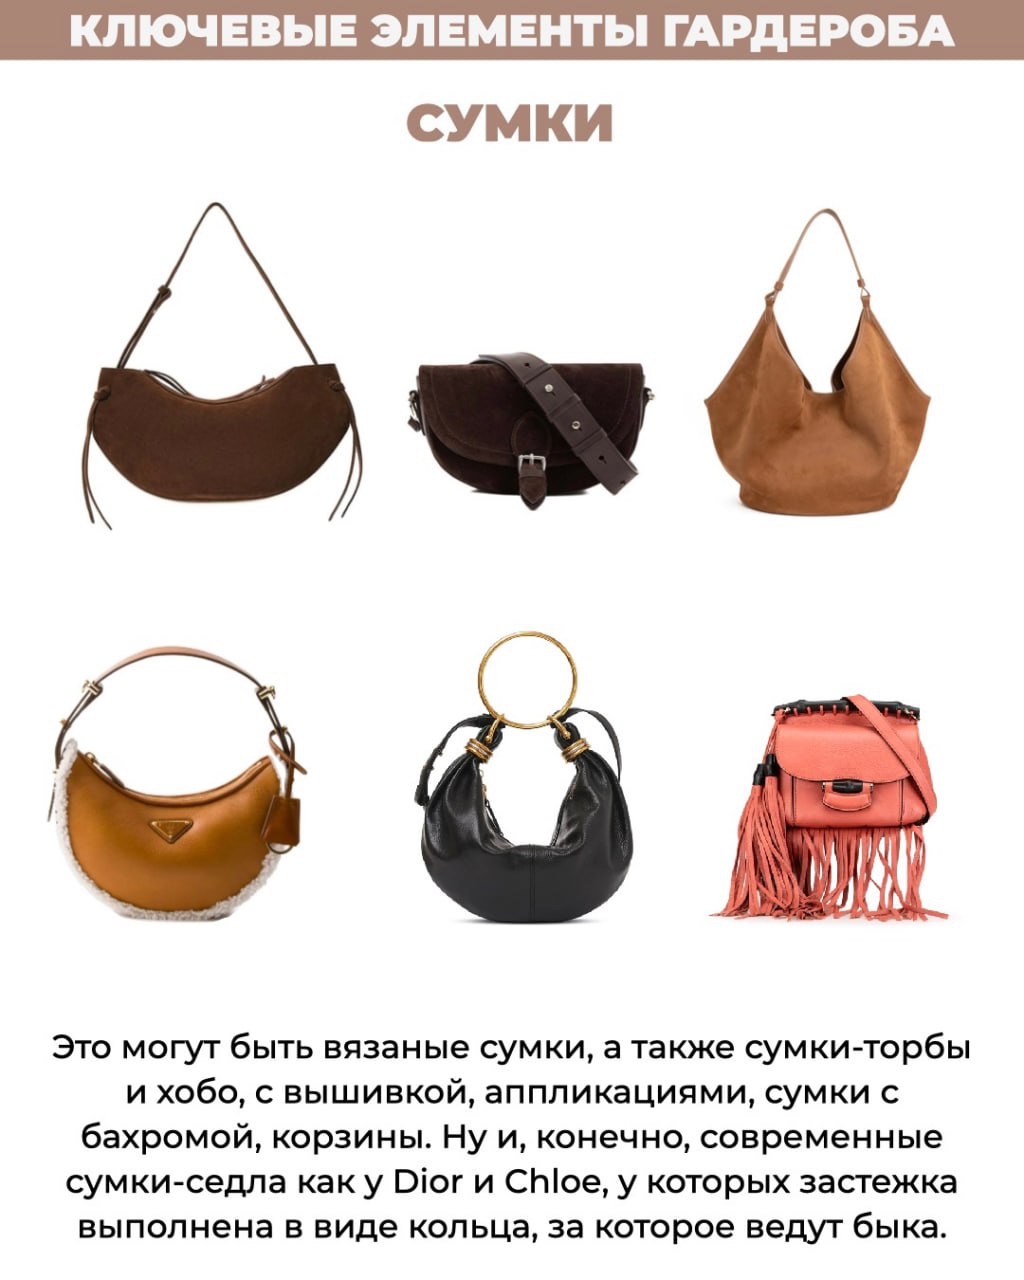 КЛЮЧЕВЫЕ ЭЛЕМЕНТЫ ГАРДЕРОБА
СУМКИ
Это могут быть вязаные сумки, а также сумки-торбы
и хобо, с вышивкой, аппликациями, сумки с
бахромой, корзины. Ну и, конечно, современные
сумки-седла как у Dior и Chloe, у которых застежка
выполнена в виде кольца, за которое ведут быка.